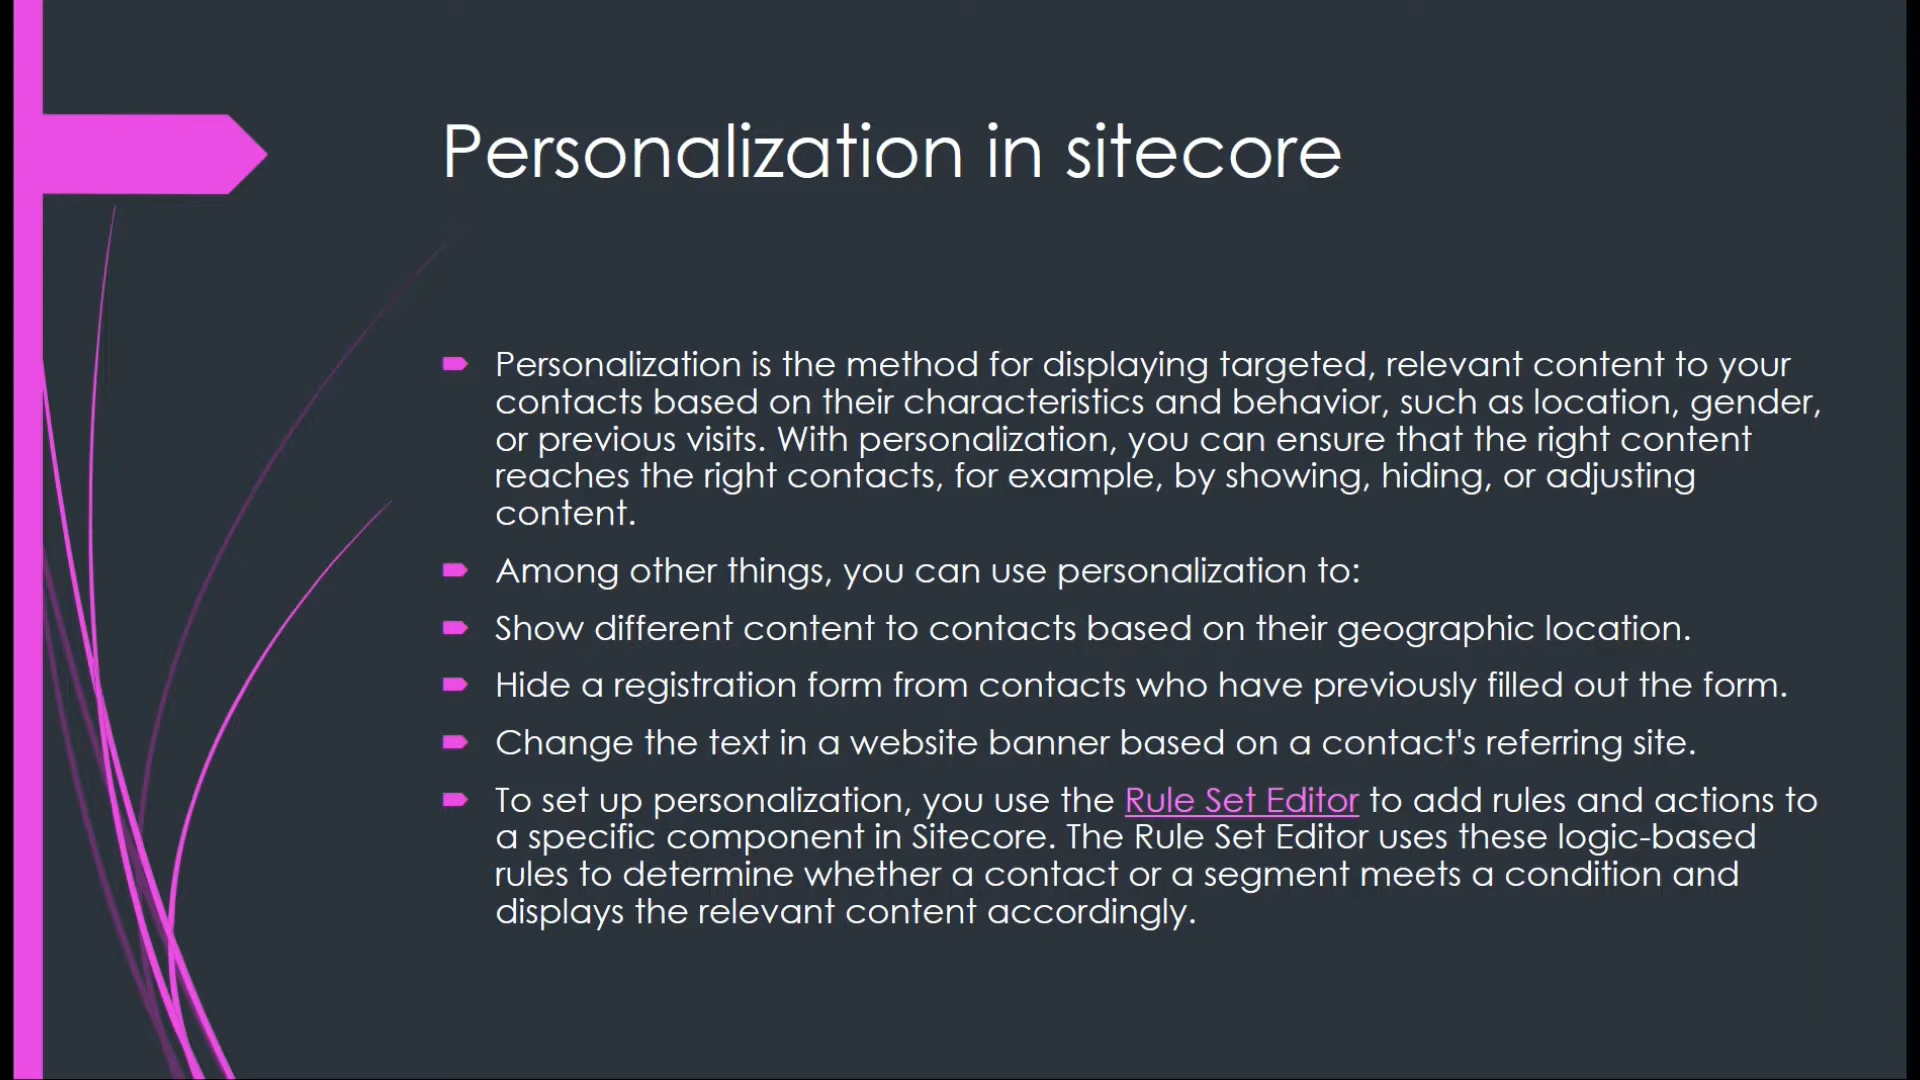 Personalization in sitecore
Personalization is the method for displaying targeted, relevant content to your
contacts based on their characteristics and behavior, such as location, gender,
or previous visits. With personalization, you can ensure that the right content
reaches the right contacts, for example, by showing, hiding, or adjusting
content.
Among other things, you can use personalization to:
Show different content to contacts based on their geographic location.
Hide a registration form from contacts who have previously filled out the form.
Change the text in a website banner based on a contact's referring site.
To set up personalization, you use the Rule Set Editor to add rules and actions to
a specific component in Sitecore. The Rule Set Editor uses these logic-based
rules to determine whether a contact or a segment meets a condition and
displays the relevant content accordingly.